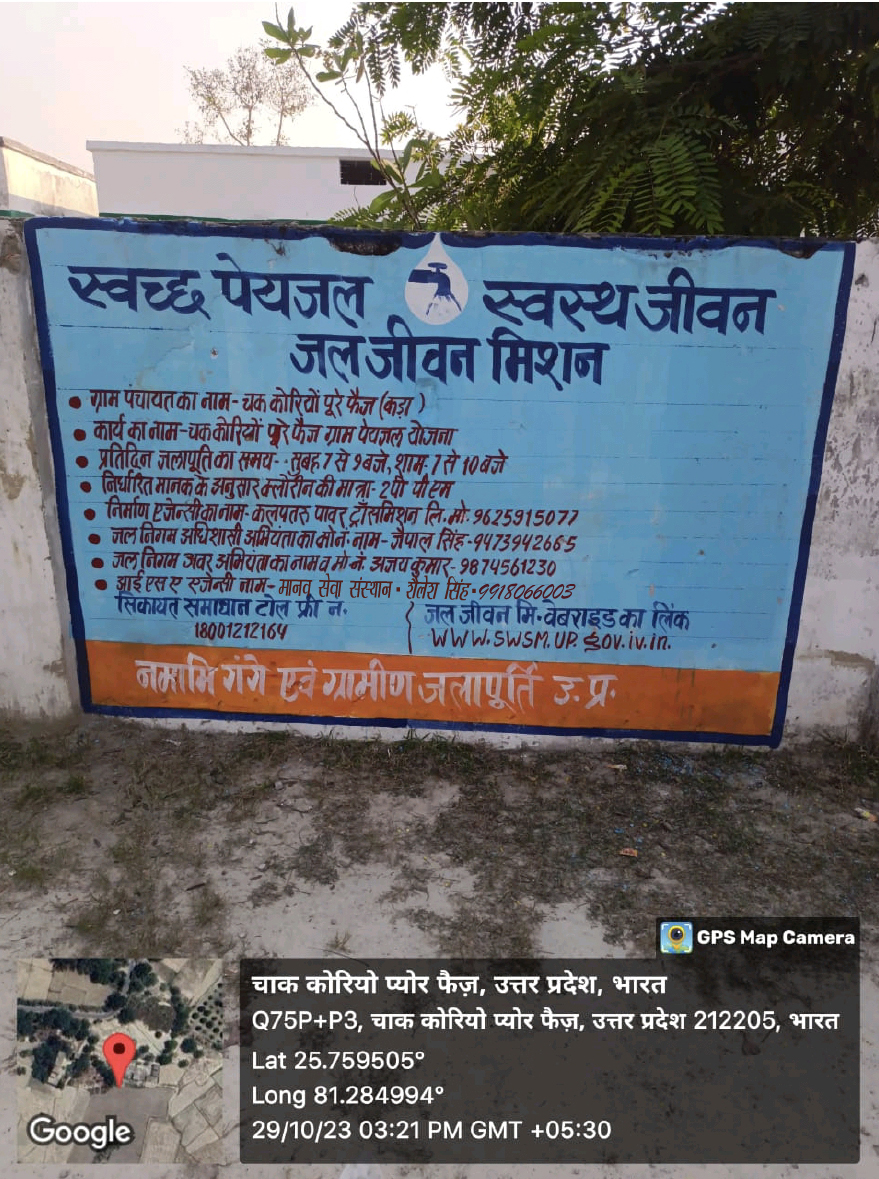 स्वच्छ पेयजल स्वस्थ जीवन
जल जीवन मिशन
ग्राम पंचायत का नाम - चक कोरियों पूरे फैज (कड़ा)
कार्य का नाम - चक कोरियों पूरे फैज ग्राम पेयजल योजना
प्रतिदिन जलापूर्ति का समय - सुबह 7 से 9 बजे, शाम 7 से 10 बजे
निर्धारित मानक के अनुसार क्लोरीन की मात्रा - 2 पी पी एम
निर्माण एजेन्सी का नाम - कलपतरु पावर ट्राँसमिशन लि. मो. 9625915077
जल निगम अधिशासी अभियंता का मोन. नाम - जैपाल सिंह - 9473942685
जल निगम अवर अभियंता का नाम व मो नं. अजय कुमार - 9874561230
आई एस ए एजेन्सी नाम - मानव सेवा संस्थान • शैलेश सिंह • 9918066003
सिकायत समाधान टोल फ्री न.
18001212164
जल जीवन मि. वेबराइड का लिंक
WWW.SWSM.UP.gov.iv.in.
नमामि गंगे एवं ग्रामीण जलापूर्ति उ. प्र.
GPS Map Camera
चाक कोरियो प्योर फैज़, उत्तर प्रदेश, भारत
Q75P+P3, चाक कोरियो प्योर फैज़, उत्तर प्रदेश 212205, भारत
Lat 25.759505°
Long 81.284994°
29/10/23 03:21 PM GMT +05:30
Google